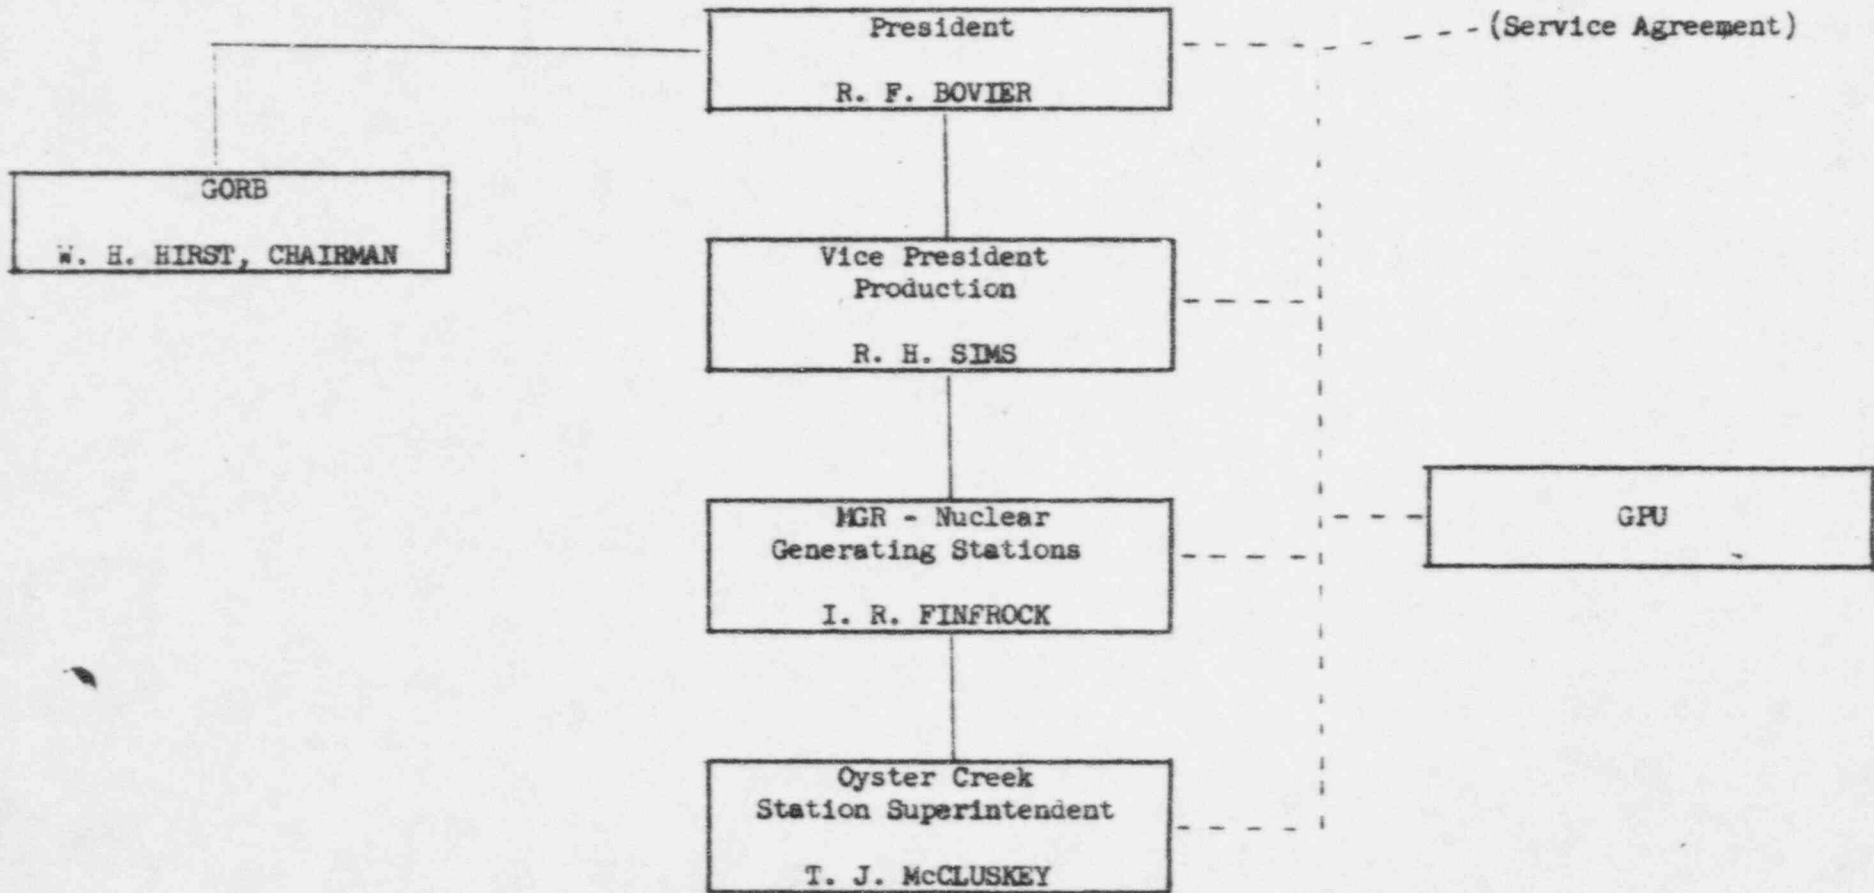 President
R. F. BOVIER
(Service Agreement)
GORB
W. H. HIRST, CHAIRMAN
Vice President
Production
R. H. SIMS
MGR - Nuclear
Generating Stations
I. R. FINFROCK
GPU
Oyster Creek
Station Superintendent
T. J. McCLUSKEY